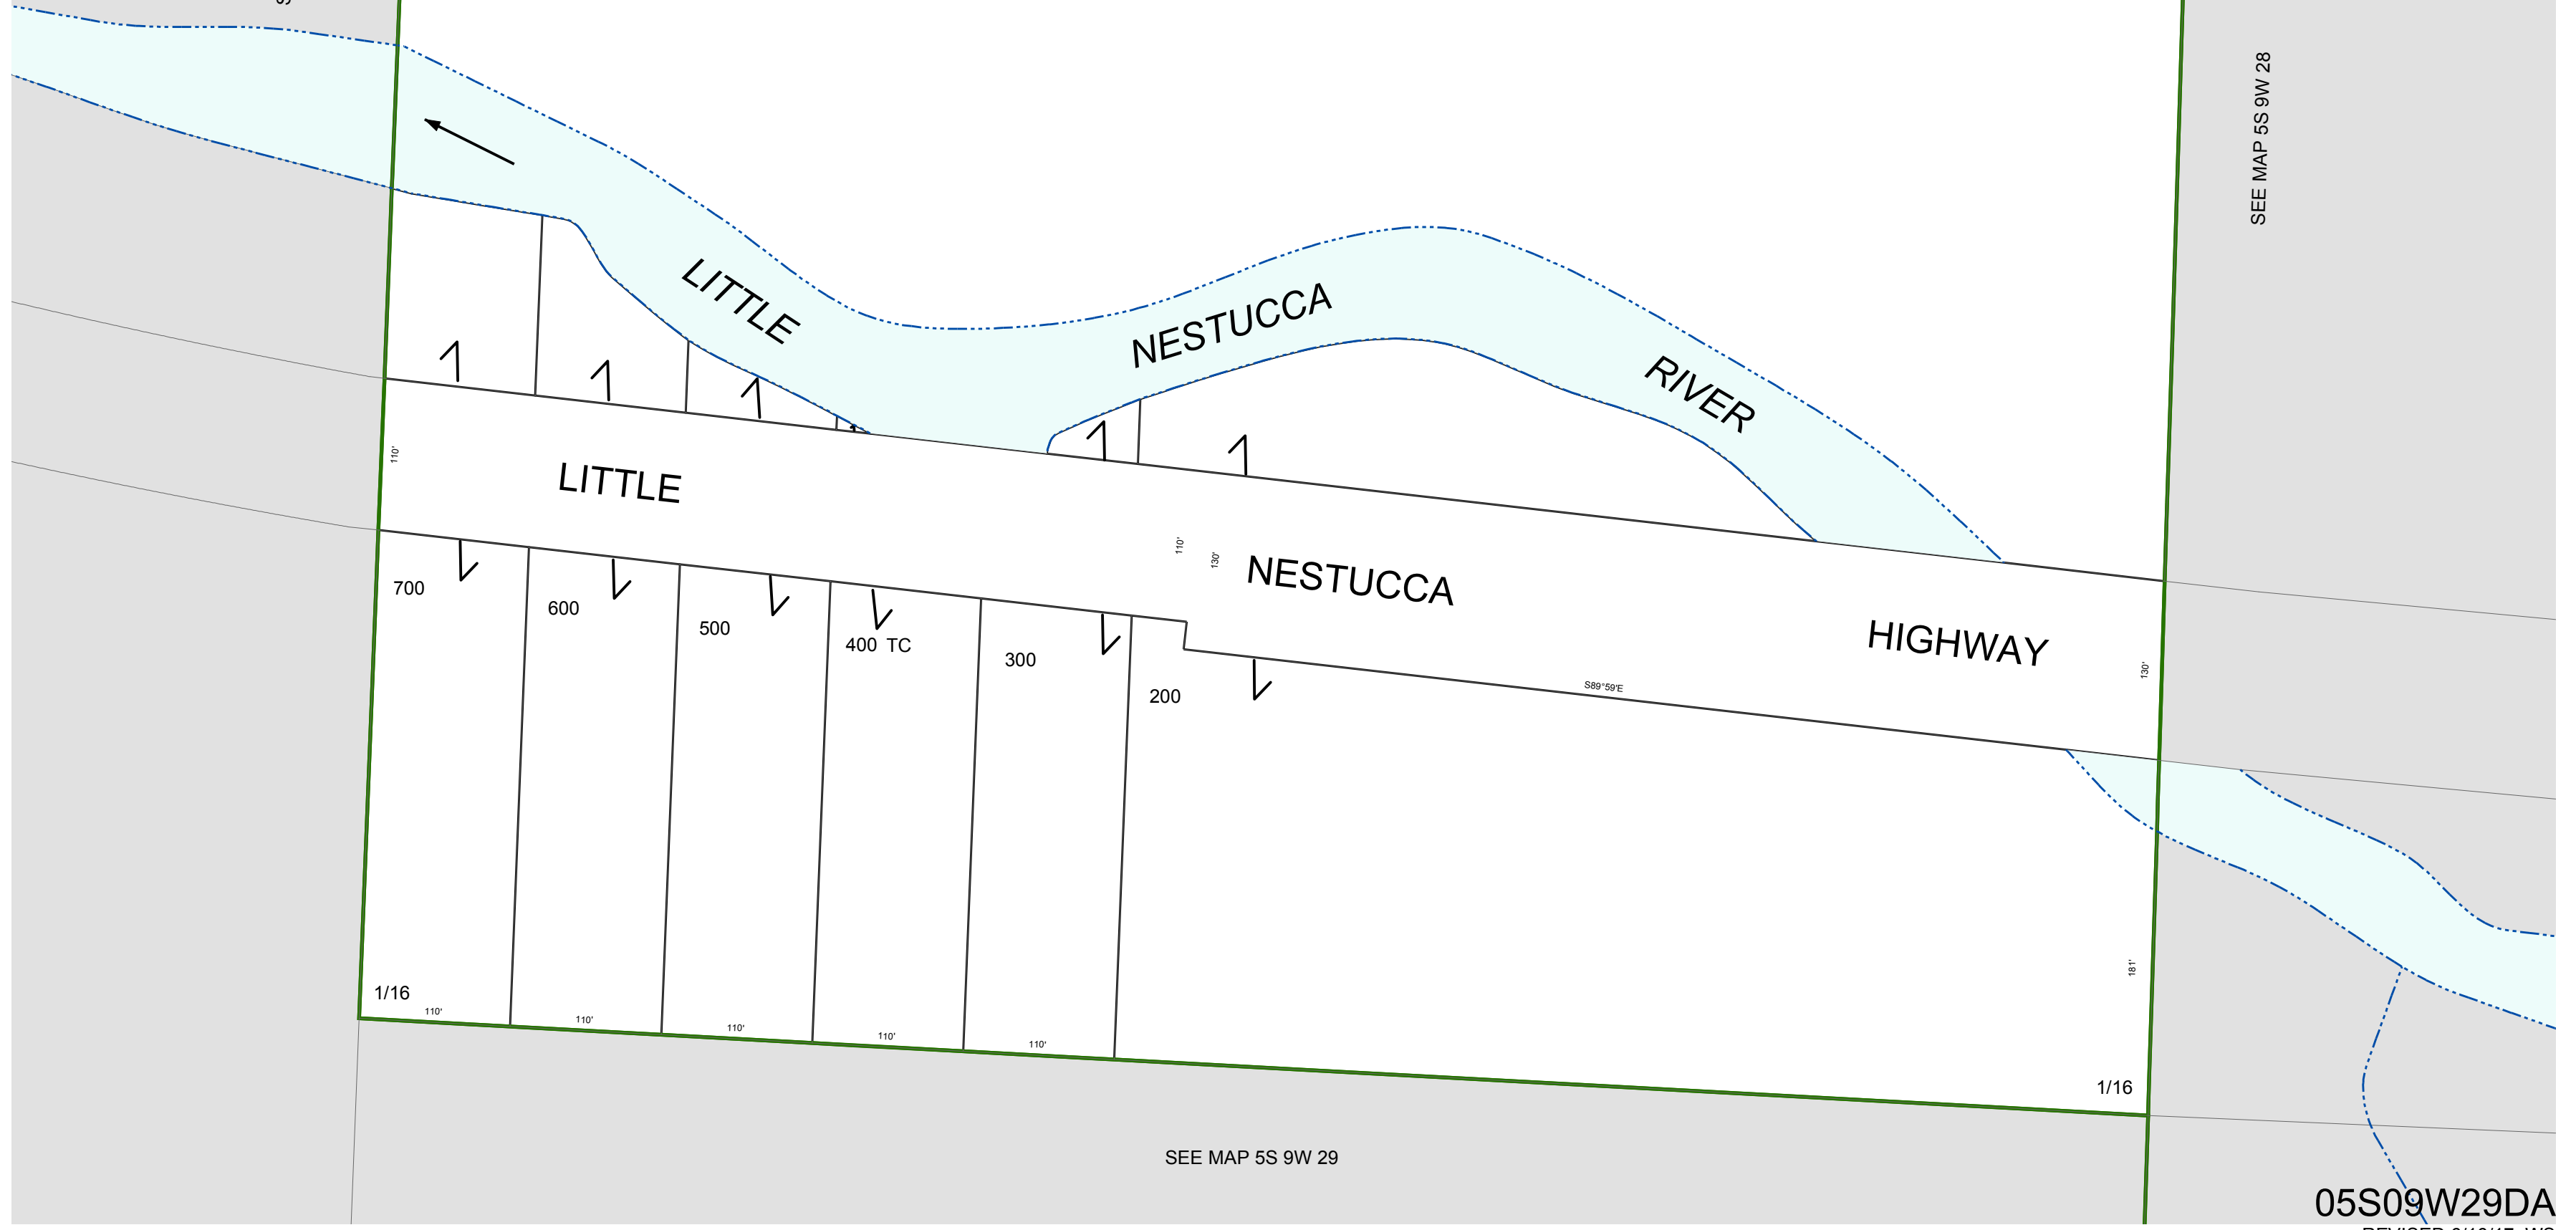 SEE MAP 5S 9W 28
LITTLE
NESTUCCA
RIVER
110'
LITTLE
110'
130'
NESTUCCA
HIGHWAY
130'
700
600
500
400 TC
300
200
S89°59'E
181'
1/16
110'
110'
110'
110'
110'
1/16
SEE MAP 5S 9W 29
05S09W29DA